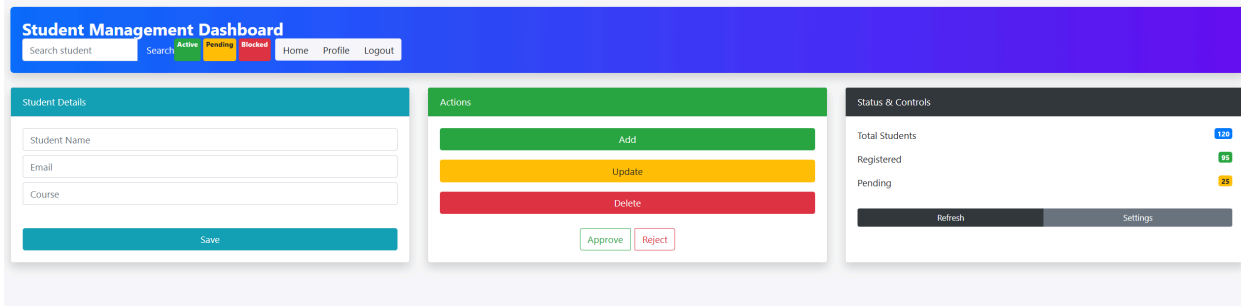 Student Management Dashboard
Search student Search Active Pending Blocked Home Profile Logout
Student Details
Student Name
Email
Course
Save
Actions
Add
Update
Delete
Approve Reject
Status & Controls
Total Students 120
Registered 95
Pending 25
Refresh Settings